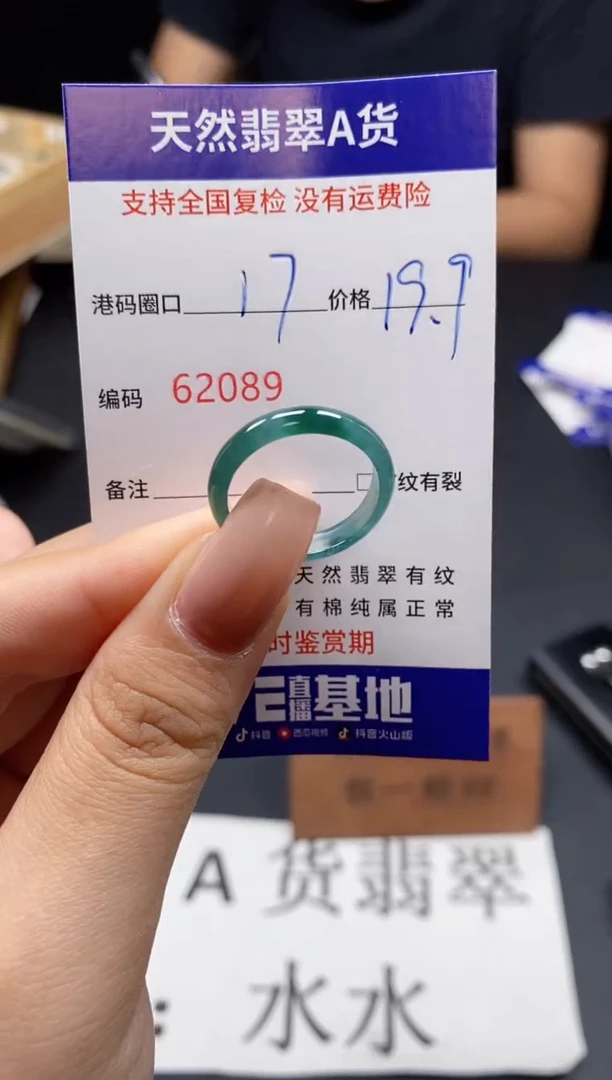 天然翡翠A货
支持全国复检 没有运费险
港码圈口 17 价格 19.9
编码 62089
备注 纹有裂
天然翡翠有纹
有棉纯属正常
时鉴赏期
直播基地
抖音 西瓜视频 抖音火山版
A货翡翠
: 水水